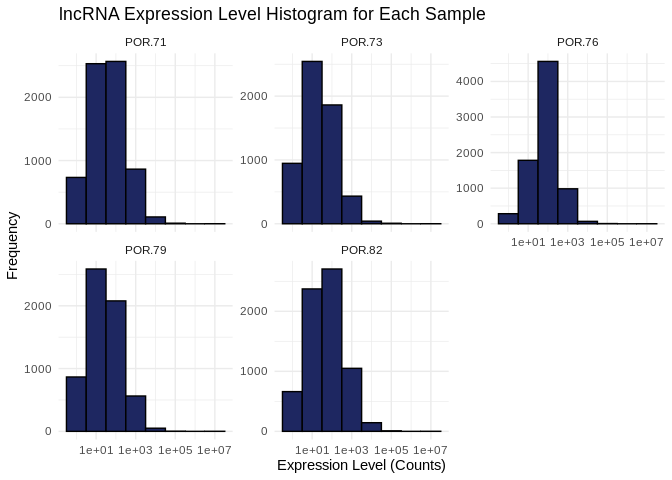 lncRNA Expression Level Histogram for Each Sample
POR.71
POR.73
POR.76
2000
1000
0
2000
1000
0
4000
3000
2000
1000
0
1e+01 1e+03 1e+05 1e+07
Frequency
POR.79
POR.82
2000
1000
0
2000
1000
0
1e+01 1e+03 1e+05 1e+07
1e+01 1e+03 1e+05 1e+07
Expression Level (Counts)